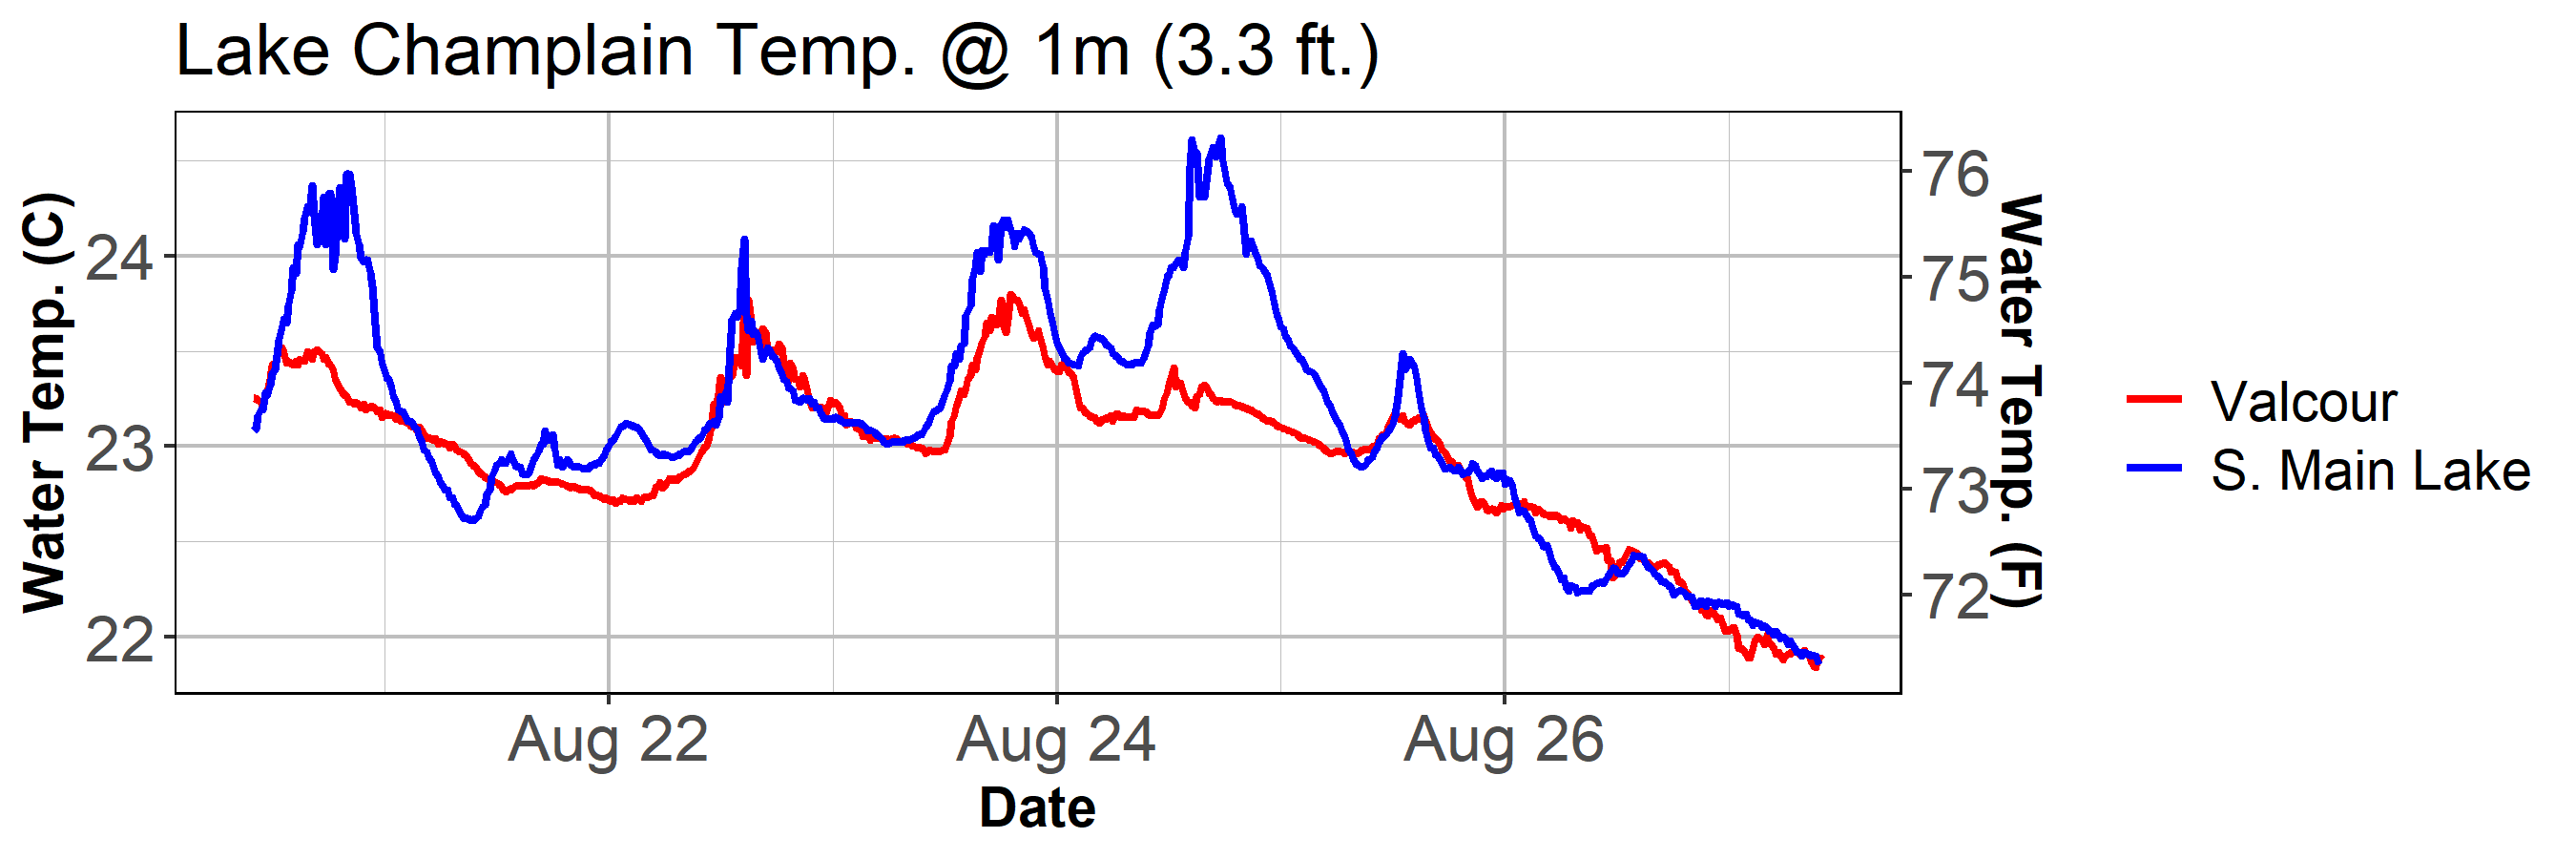 Lake Champlain Temp. @ 1m (3.3 ft.)
Water Temp. (C)
24
23
22
76
75
74
73
72
Water Temp. (F)
Aug 22
Aug 24
Aug 26
Date
Valcour
S. Main Lake